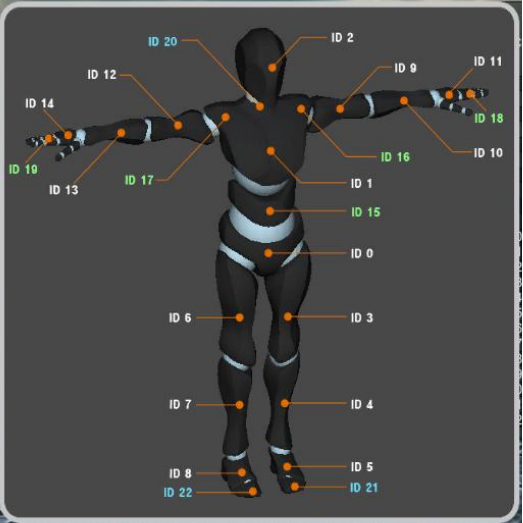 ID 2
ID 20
ID 11
ID 9
ID 12
ID 14
ID 18
ID 10
ID 16
ID 19
ID 17
ID 13
ID 1
ID 15
ID 0
ID 6
ID 3
ID 7
ID 4
ID 5
ID 8
ID 21
ID 22